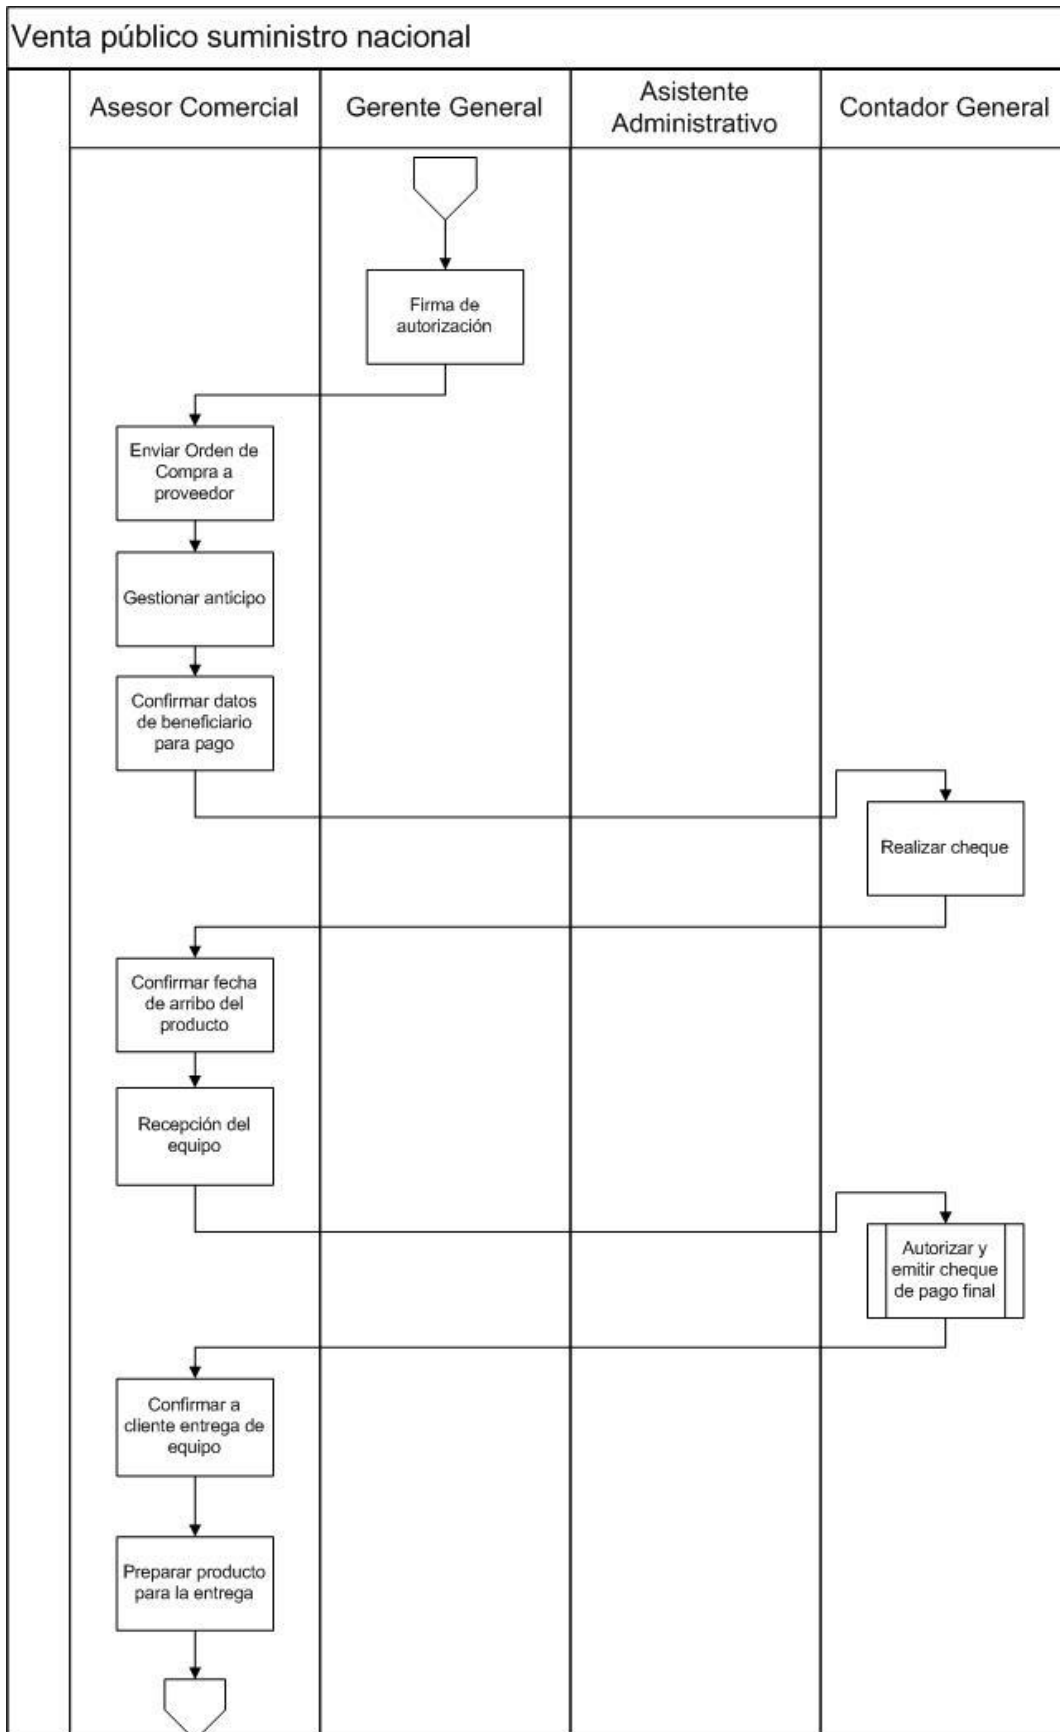 Venta público suministro nacional
Asesor Comercial
Gerente General
Asistente
Administrativo
Contador General
Firma de
autorización
Enviar Orden de
Compra a
proveedor
Gestionar anticipo
Confirmar datos
de beneficiario
para pago
Realizar cheque
Confirmar fecha
de arribo del
producto
Recepción del
equipo
Autorizar y
emitir cheque
de pago final
Confirmar a
cliente entrega de
equipo
Preparar producto
para la entrega